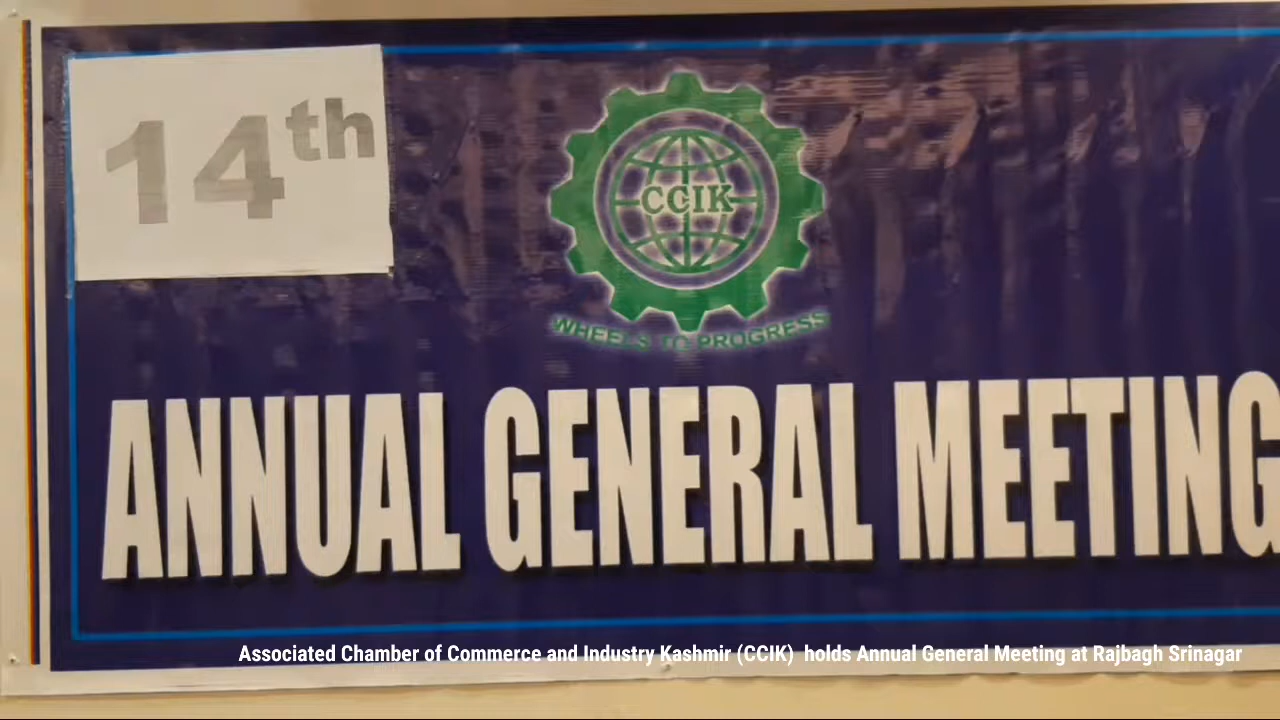 14th
CCIK
WHEELS TO PROGRESS
ANNUAL GENERAL MEETING
Associated Chamber of Commerce and Industry Kashmir (CCIK) holds Annual General Meeting at Rajbagh Srinagar